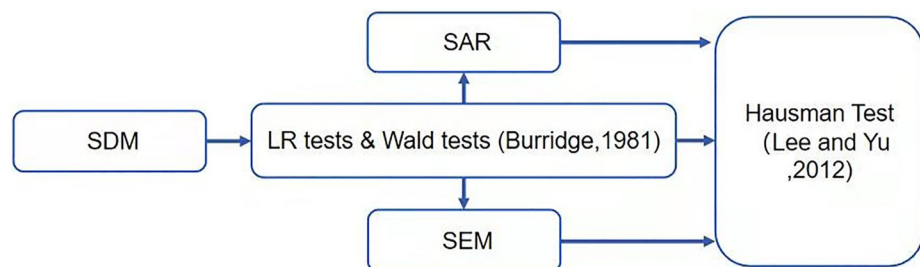 SAR
SDM
LR tests & Wald tests (Burridge,1981)
SEM
Hausman Test
(Lee and Yu
,2012)